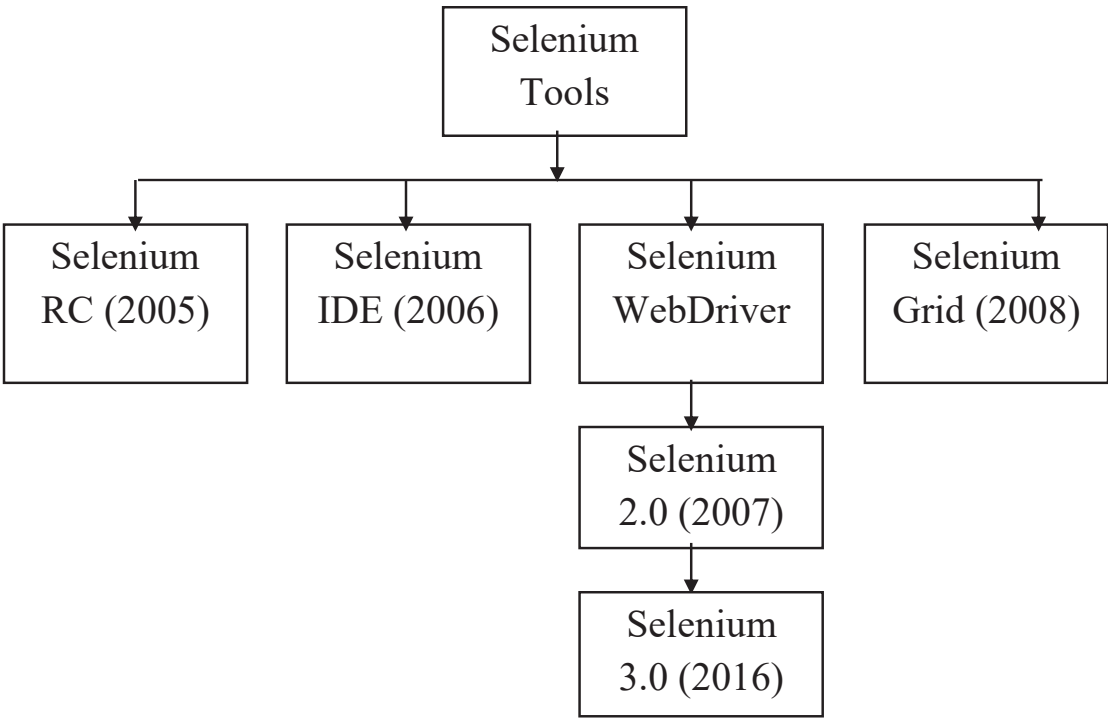 Selenium
Tools
Selenium
RC (2005)
Selenium
IDE (2006)
Selenium
WebDriver
Selenium
Grid (2008)
Selenium
2.0 (2007)
Selenium
3.0 (2016)